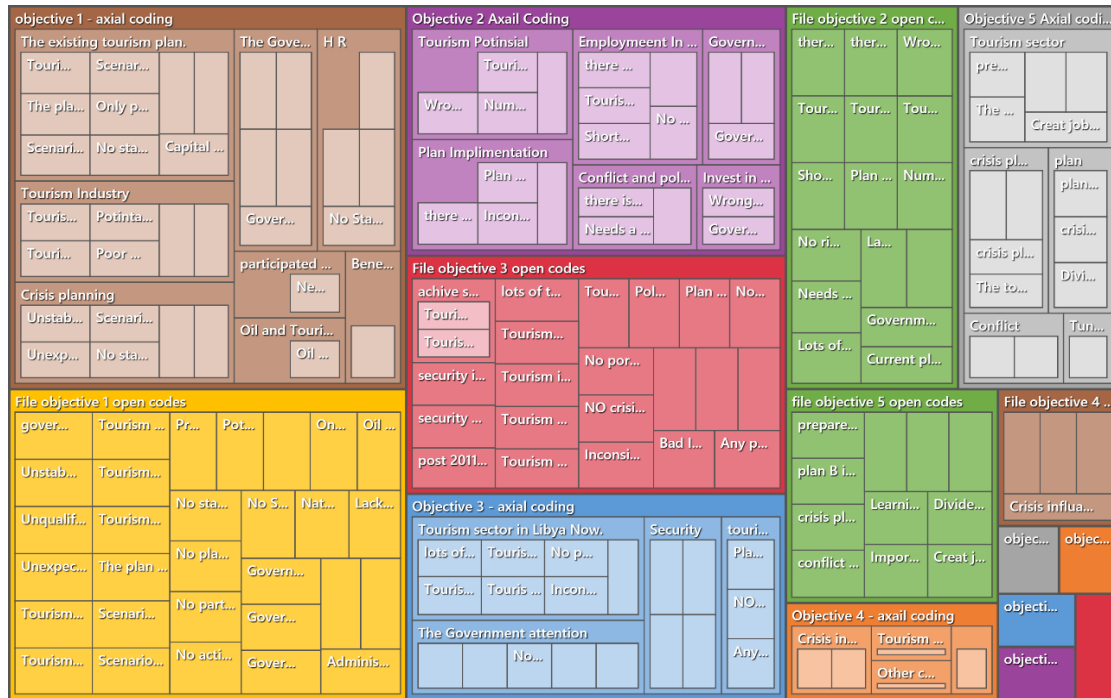 objective 1 - axial coding
The existing tourism plan.
Touri...
Scenar...
The pla...
Only p...
Scenari...
No sta...
Capital ...
The Gove...
Gover...
H R
No Sta...
Tourism Industry
Touris...
Potinta...
Touri...
Poor ...
Crisis planning
Unstab...
Scenari...
Unexp...
No sta...
participated ...
Ne...
Oil and Touri...
Oil ...
Bene...
Objective 2 Axail Coding
Tourism Potinsial
Touri...
Wro...
Num...
Plan Implimentation
Plan ...
there ...
Incon...
Employmeent In ...
there ...
Touris...
Short...
No ...
Govern...
Gover...
Conflict and pol...
there is...
Needs a ...
Invest in ...
Wrong...
Gover...
File objective 2 open c...
ther...
ther...
Wro...
Tour...
Tour...
Tou...
Sho...
Plan ...
Num...
No ri...
La...
Needs ...
Governm...
Lots of...
Current pl...
Objective 5 Axial codi...
Tourism sector
pre...
The ...
Creat job...
crisis pl...
crisis pl...
The to...
plan
plan...
crisi...
Divi...
Conflict
Tun...
File objective 1 open codes
gover...
Tourism ...
Pr...
Pot...
On...
Oil ...
Unstab...
Tourism...
No sta...
No S...
Nat...
Lack...
Unqualif...
Tourism...
No pla...
Unexpec...
The plan ...
Govern...
Tourism...
Scenari...
No part...
Gover...
Tourism...
Scenario...
No acti...
Gover...
Adminis...
File objective 3 open codes
achive s...
Touri...
Touris...
lots of t...
Tou...
Pol...
Plan ...
No...
Tourism...
security i...
Tourism i...
No por...
security ...
Tourism ...
NO crisi...
post 2011...
Tourism ...
Inconsi...
Bad I...
Any p...
Objective 3 - axial coding
Tourism sector in Libya Now.
lots of...
Touris...
No p...
Touris...
Touris ...
Incon...
The Government attention
No...
Security
touri...
Pla...
NO...
Any...
file objective 5 open codes
prepare...
plan B i...
crisis pl...
Learni...
Divide...
conflict ...
Impor...
Creat j...
Objective 4 - axail coding
Crisis in...
Tourism ...
Other c...
File objective 4 ...
Crisis influa...
objec...
objec...
objecti...
objecti...